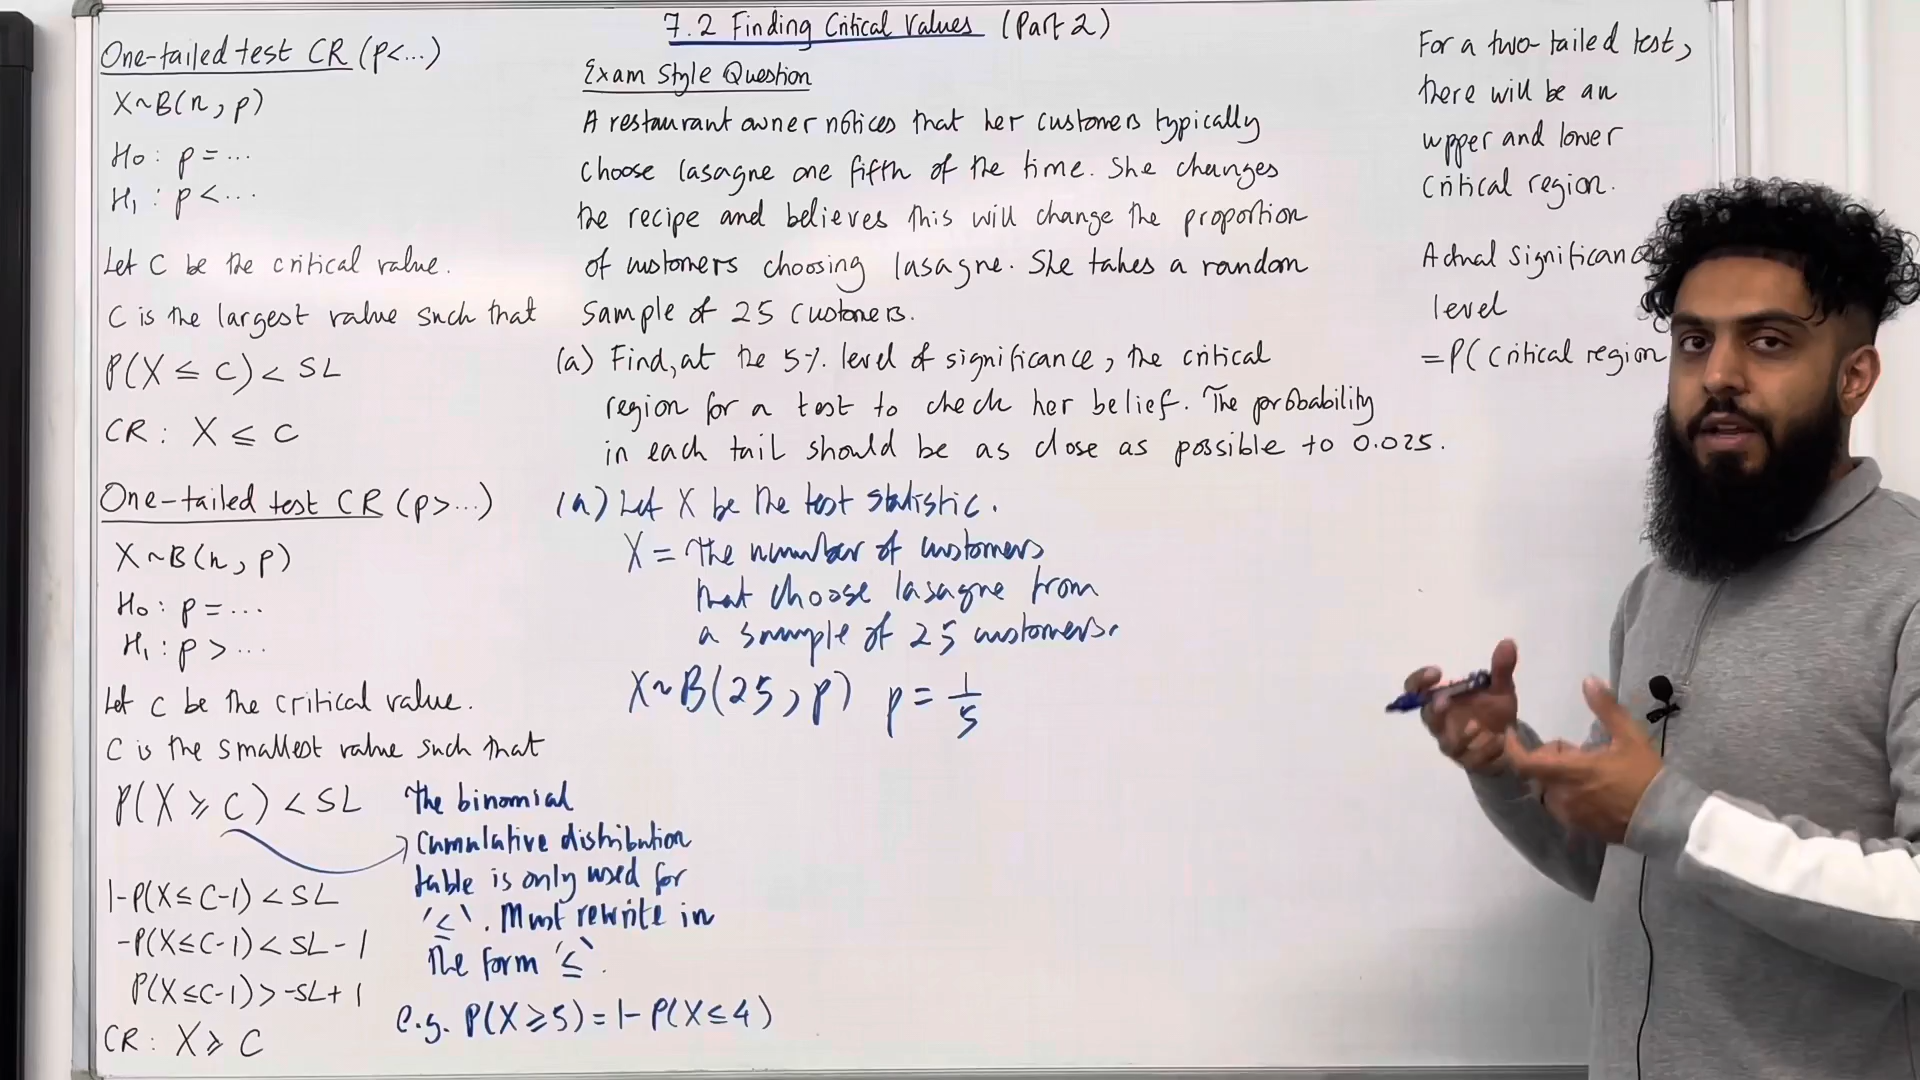 7.2 Finding Critical Values (Part 2)
One-tailed test CR (p<...)
X~B(n, p)
H₀: p = ...
H₁: p < ...
Let C be the critical value.
C is the largest value such that
P(X ≤ C) < SL
CR: X ≤ C
One-tailed test CR (p>...)
X~B(n, p)
H₀: p = ...
H₁: p > ...
Let C be the critical value.
C is the smallest value such that
P(X ⩾ C) < SL
1-P(X≤C-1) < SL
-P(X≤C-1) < SL-1
P(X≤C-1) > -SL+1
CR: X ⩾ C
The binomial
cumulative distribution
table is only used for
'≤'. Must rewrite in
the form '≤'.
e.g. P(X ⩾ 5) = 1 - P(X ≤ 4)
Exam Style Question
A restaurant owner notices that her customers typically
choose lasagne one fifth of the time. She changes
the recipe and believes this will change the proportion
of customers choosing lasagne. She takes a random
sample of 25 customers.
(a) Find, at the 5% level of significance, the critical
region for a test to check her belief. The probability
in each tail should be as close as possible to 0.025.
(a) Let X be the test statistic.
X = the number of customers
that choose lasagne from
a sample of 25 customers.
X~B(25, p) p = 1/5
For a two-tailed test,
there will be an
upper and lower
critical region.
Actual significance
level
= P(Critical region